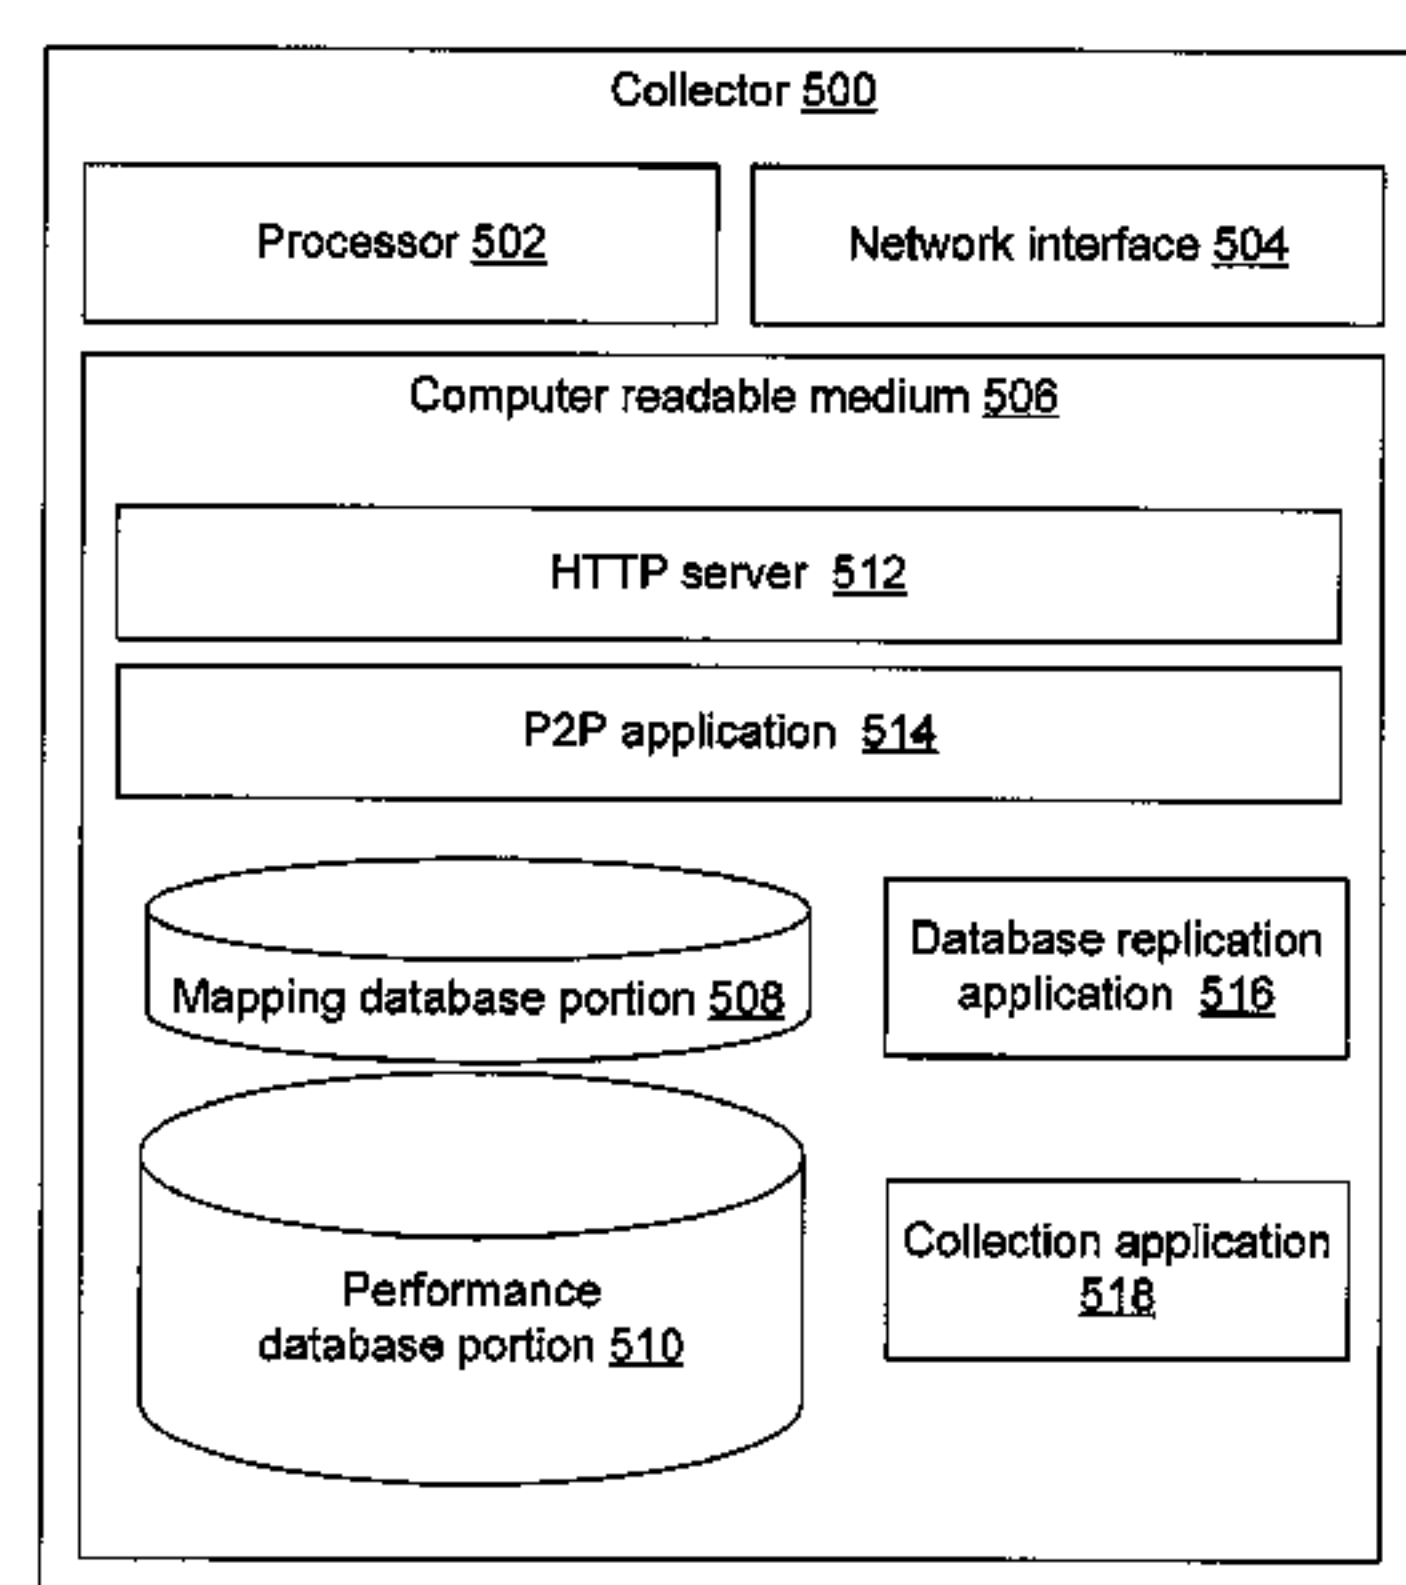 Collector 500
Processor 502
Network interface 504
Computer readable medium 506
HTTP server 512
P2P application 514
Mapping database portion 508
Database replication
application 516
Performance
database portion 510
Collection application
518